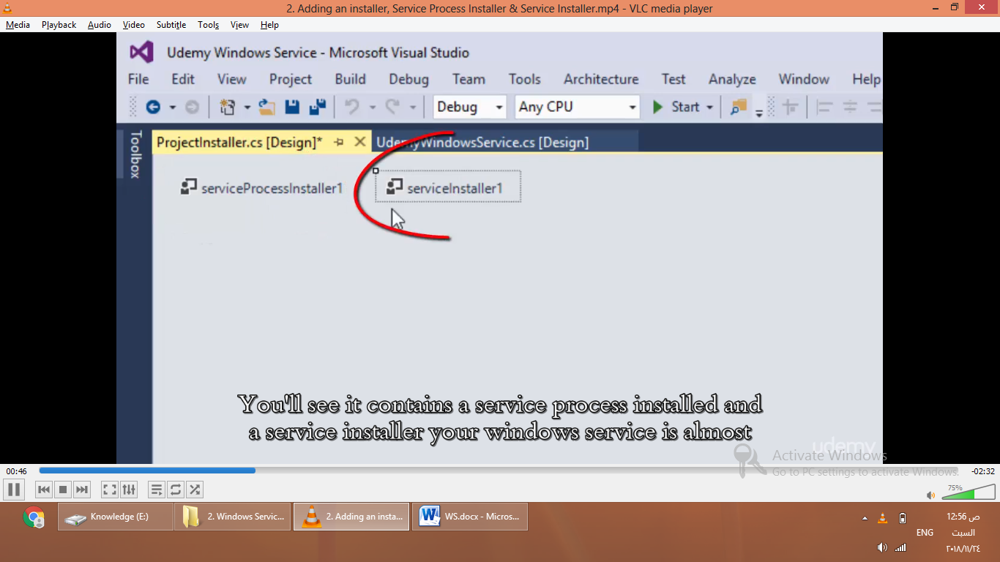 2. Adding an installer, Service Process Installer & Service Installer.mp4 - VLC media player
Media Playback Audio Video Subtitle Tools View Help
Udemy Windows Service - Microsoft Visual Studio
File Edit View Project Build Debug Team Tools Architecture Test Analyze Window Help
Debug Any CPU Start
Toolbox
ProjectInstaller.cs [Design]* UdemyWindowsService.cs [Design]
serviceProcessInstaller1 serviceInstaller1
You'll see it contains a service process installed and
a service installer your windows service is almost
udemy
Activate Windows
Go to PC settings to activate Windows.
00:46 -02:32
75%
Knowledge (E:) 2. Windows Servic... 2. Adding an insta... WS.docx - Micros...
12:56 ص
ENG السبت
٢٠١٨/١١/٢٤